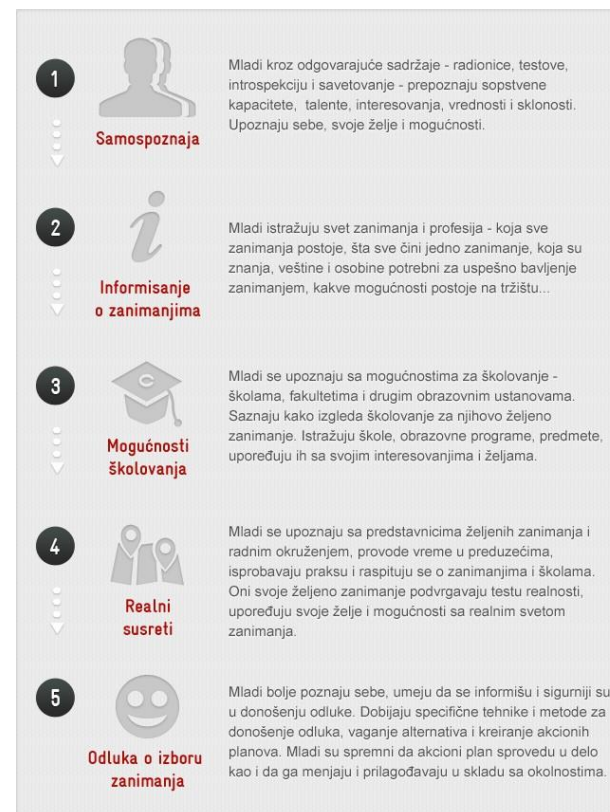 1
Samospoznaja
Mladi kroz odgovarajuće sadržaje - radionice, testove,
introspekciju i savetovanje - prepoznaju sopstvene
kapacitete, talente, interesovanja, vrednosti i sklonosti.
Upoznaju sebe, svoje želje i mogućnosti.
2
Informisanje
o zanimanjima
Mladi istražuju svet zanimanja i profesija - koja sve
zanimanja postoje, šta sve čini jedno zanimanje, koja su
znanja, veštine i osobine potrebni za uspešno bavljenje
zanimanjem, kakve mogućnosti postoje na tržištu...
3
Mogućnosti
školovanja
Mladi se upoznaju sa mogućnostima za školovanje -
školama, fakultetima i drugim obrazovnim ustanovama.
Saznaju kako izgleda školovanje za njihovo željeno
zanimanje. Istražuju škole, obrazovne programe, predmete,
upoređuju ih sa svojim interesovanjima i željama.
4
Realni
susreti
Mladi se upoznaju sa predstavnicima željenih zanimanja i
radnim okruženjem, provode vreme u preduzećima,
isprobavaju praksu i raspituju se o zanimanjima i školama.
Oni svoje željeno zanimanje podvrgavaju testu realnosti,
upoređuju svoje želje i mogućnosti sa realnim svetom
zanimanja.
5
Odluka o izboru
zanimanja
Mladi bolje poznaju sebe, umeju da se informišu i sigurniji su
u donošenju odluke. Dobijaju specifične tehnike i metode za
donošenje odluka, vaganje alternativa i kreiranje akcionih
planova. Mladi su spremni da akcioni plan sprovedu u delo
kao i da ga menjaju i prilagođavaju u skladu sa okolnostima.